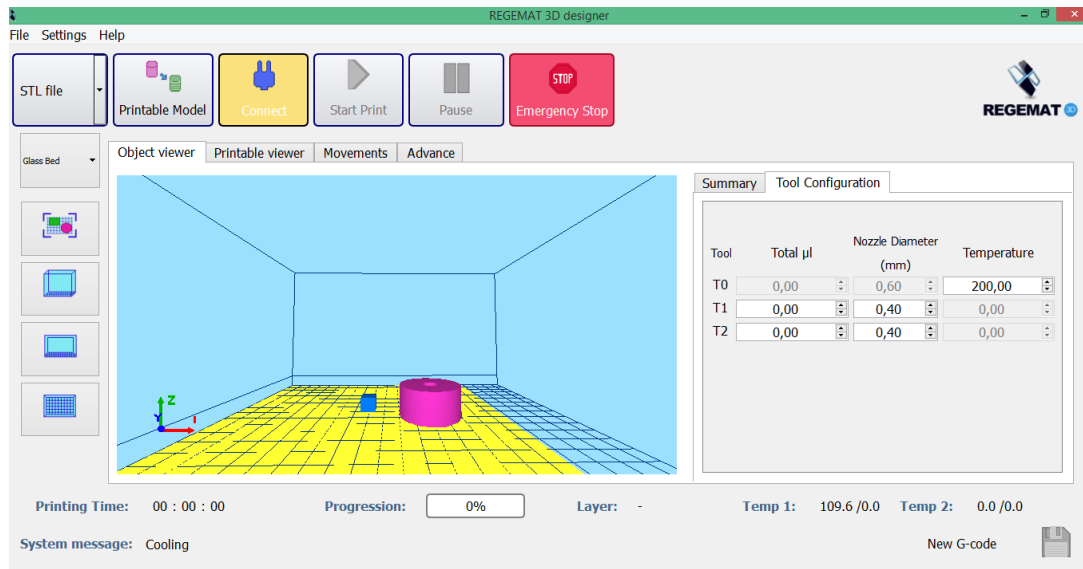 REGEMAT 3D designer
File Settings Help
STL file
Printable Model
Connect
Start Print
Pause
STOP
Emergency Stop
REGEMAT 3D
Glass Bed
Object viewer Printable viewer Movements Advance
Summary Tool Configuration
Tool Total µl Nozzle Diameter (mm) Temperature
T0 0,00 0,60 200,00
T1 0,00 0,40 0,00
T2 0,00 0,40 0,00
Z
Y
Printing Time: 00 : 00 : 00 Progression: 0% Layer: - Temp 1: 109.6 /0.0 Temp 2: 0.0 /0.0
System message: Cooling New G-code